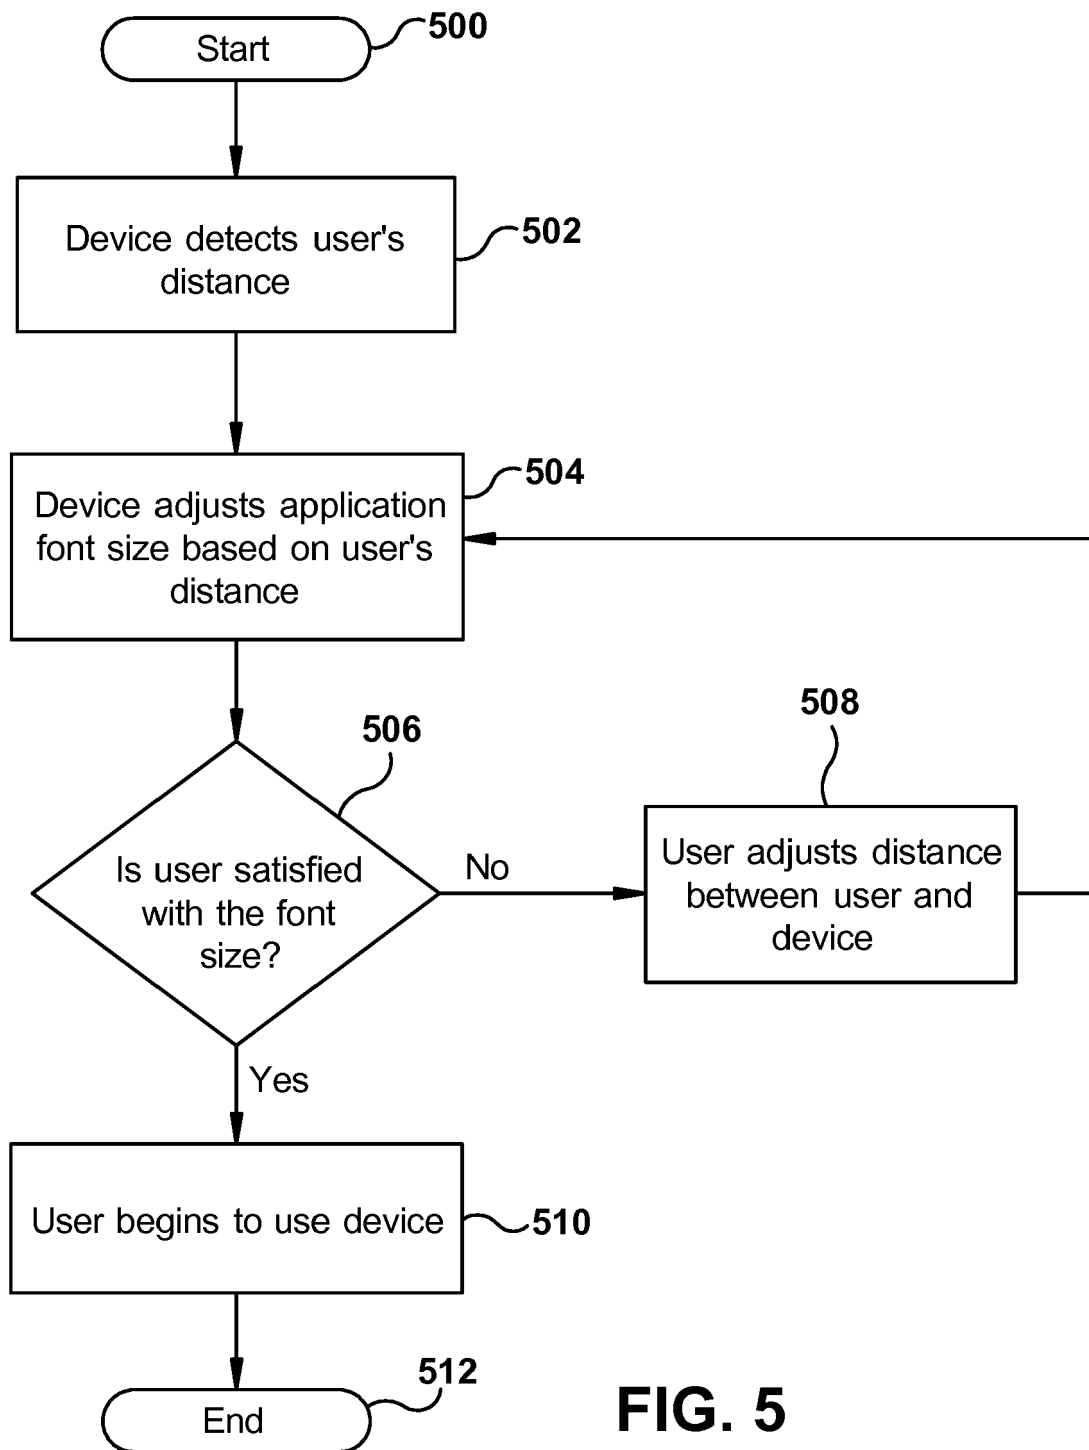 Start
500
Device detects user's
distance
502
Device adjusts application
font size based on user's
distance
504
506
Is user satisfied
with the font
size?
No
508
User adjusts distance
between user and
device
Yes
User begins to use device
510
End
512
FIG. 5